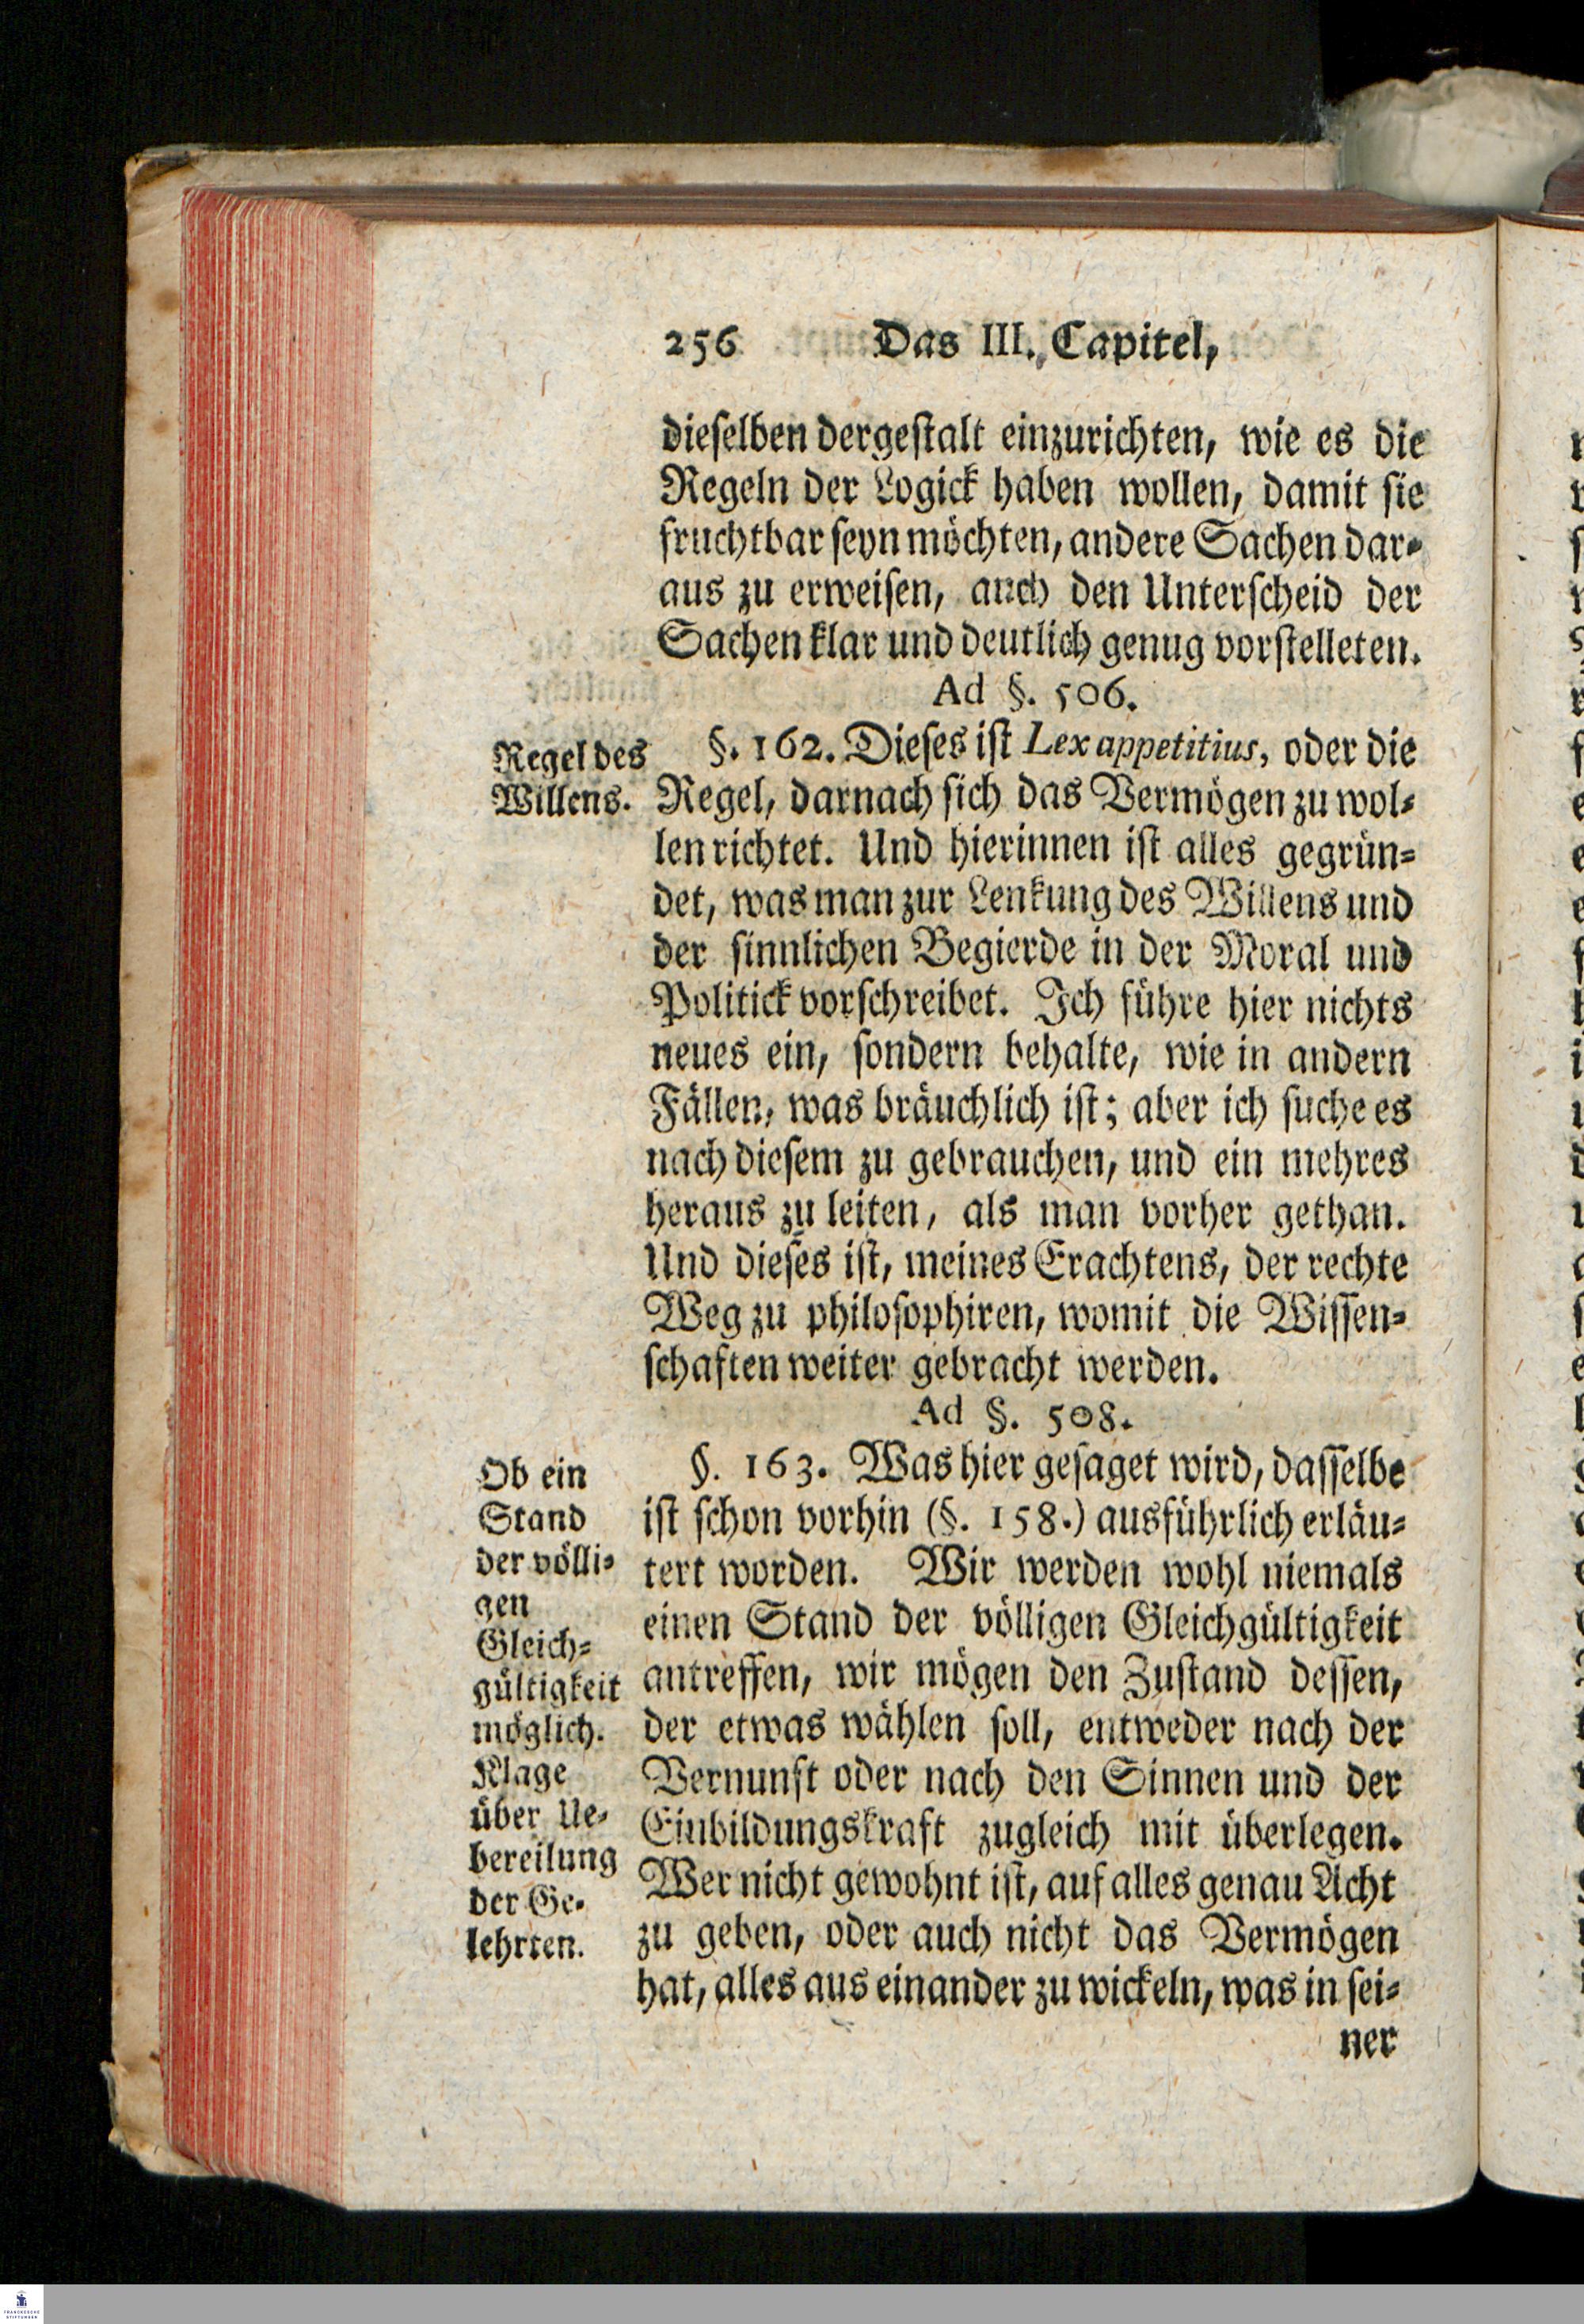 256 Das III. Capitel,
dieselben dergestalt einzurichten, wie es die
Regeln der Logick haben wollen, damit sie
fruchtbar seyn möchten, andere Sachen dar-
aus zu erweisen, auch den Unterscheid der
Sachen klar und deutlich genug vorstelleten.
Ad §. 506.
Regel des
Willens.
§. 162. Dieses ist Lex appetitius, oder die
Regel, darnach sich das Vermögen zu wol-
len richtet. Und hierinnen ist alles gegrün-
det, was man zur Lenkung des Willens und
der sinnlichen Begierde in der Moral und
Politick vorschreibet. Ich führe hier nichts
neues ein, sondern behalte, wie in andern
Fällen, was bräuchlich ist; aber ich suche es
nach diesem zu gebrauchen, und ein mehres
heraus zu leiten, als man vorher gethan.
Und dieses ist, meines Erachtens, der rechte
Weg zu philosophiren, womit die Wissen-
schaften weiter gebracht werden.
Ad §. 508.
Ob ein
Stand
der völli-
gen
Gleich-
gültigkeit
möglich.
Klage
über Ue-
bereilung
der Ge-
lehrten.
§. 163. Was hier gesaget wird, dasselbe
ist schon vorhin (§. 158.) ausführlich erläu-
tert worden. Wir werden wohl niemals
einen Stand der völligen Gleichgültigkeit
antreffen, wir mögen den Zustand dessen,
der etwas wählen soll, entweder nach der
Vernunft oder nach den Sinnen und der
Einbildungskraft zugleich mit überlegen.
Wer nicht gewohnt ist, auf alles genau Acht
zu geben, oder auch nicht das Vermögen
hat, alles aus einander zu wickeln, was in sei-
ner
FRANCKESCHE
STIFTUNGEN